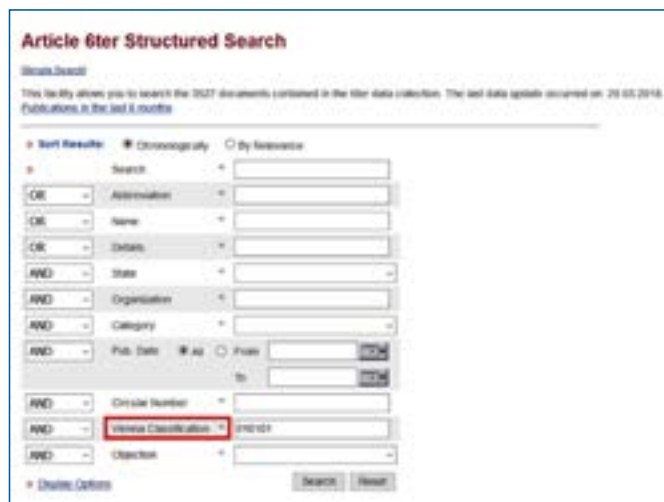 Article 6ter Structured Search
Simple Search
This facility allows you to search the 3527 documents contained in the 6ter data collection. The last data update occurred on: 29.03.2018
Publications in the last 6 months
Sort Results: Chronologically By Relevance
Search =
OR Abbreviation =
OR Name =
OR Details =
AND State =
AND Organization =
AND Category =
AND Pub. Date All From
to
AND Circular Number =
AND Vienna Classification = 010101
AND Objection =
Display Options Search Reset